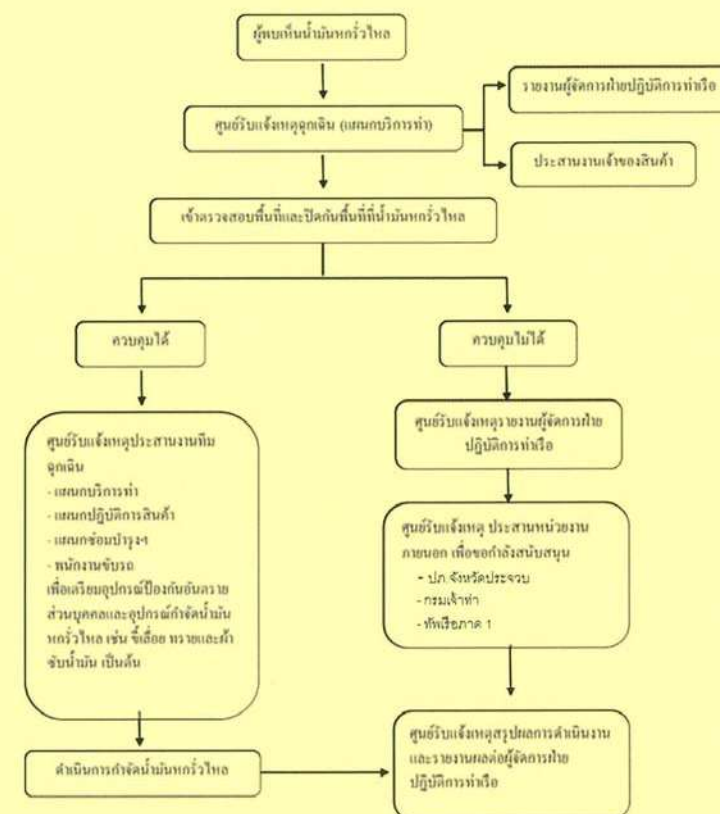 ผู้พบเห็นน้ำมันหกรั่วไหล
ศูนย์รับแจ้งเหตุฉุกเฉิน (แผนกบริการท่า)
รายงานผู้จัดการฝ่ายปฏิบัติการท่าเรือ
ประสานงานเจ้าของสินค้า
เข้าตรวจสอบพื้นที่และปิดกั้นพื้นที่ที่น้ำมันหกรั่วไหล
ควบคุมได้
ศูนย์รับแจ้งเหตุประสานงานทีม
ฉุกเฉิน
- แผนกบริการท่า
- แผนกปฏิบัติการสินค้า
- แผนกซ่อมบำรุงฯ
- พนักงานขับรถ
เพื่อเตรียมอุปกรณ์ป้องกันอันตราย
ส่วนบุคคลและอุปกรณ์กำจัดน้ำมัน
หกรั่วไหล เช่น ขี้เลื่อย ทรายและผ้า
ซับน้ำมัน เป็นต้น
ดำเนินการกำจัดน้ำมันหกรั่วไหล
ควบคุมไม่ได้
ศูนย์รับแจ้งเหตุรายงานผู้จัดการฝ่าย
ปฏิบัติการท่าเรือ
ศูนย์รับแจ้งเหตุ ประสานหน่วยงาน
ภายนอก เพื่อขอกำลังสนับสนุน
- ปภ.จังหวัดประจวบ
- กรมเจ้าท่า
- ทัพเรือภาค 1
ศูนย์รับแจ้งเหตุสรุปผลการดำเนินงาน
และรายงานผลต่อผู้จัดการฝ่าย
ปฏิบัติการท่าเรือ